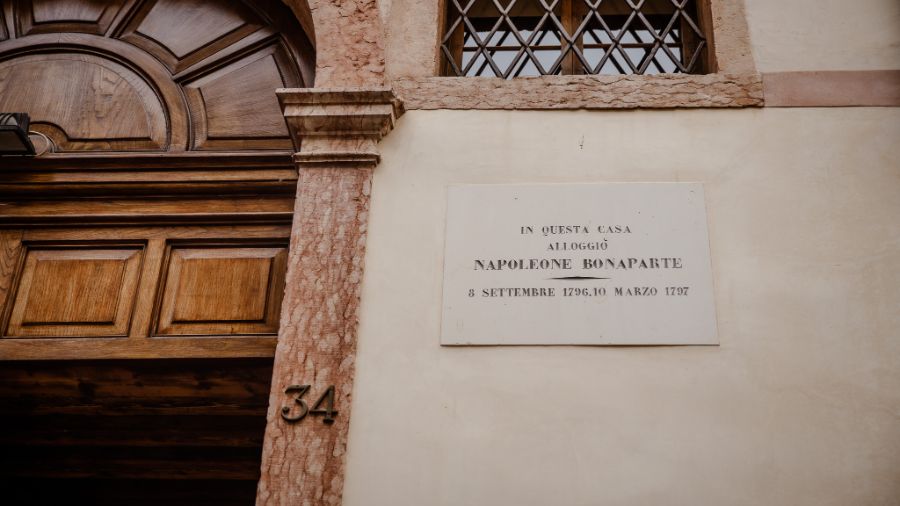 IN QUESTA CASA
ALLOGGIÒ
NAPOLEONE BONAPARTE
8 SETTEMBRE 1796.10 MARZO 1797
34